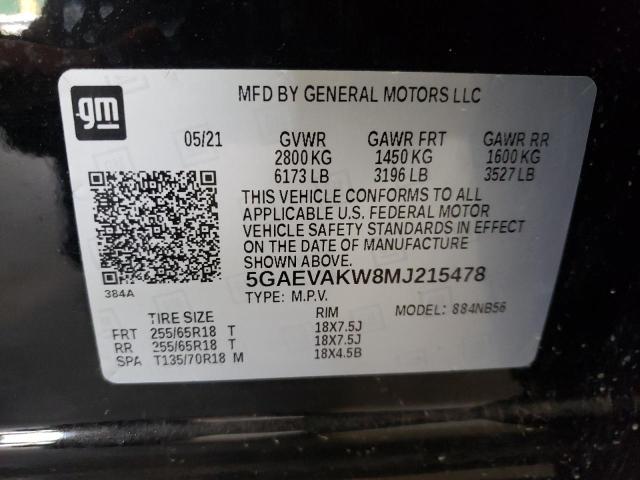 gm
MFD BY GENERAL MOTORS LLC
05/21 GVWR GAWR FRT GAWR RR
2800 KG 1450 KG 1600 KG
6173 LB 3196 LB 3527 LB
THIS VEHICLE CONFORMS TO ALL
APPLICABLE U.S. FEDERAL MOTOR
VEHICLE SAFETY STANDARDS IN EFFECT
ON THE DATE OF MANUFACTURE
SHOWN ABOVE.
384A 5GAEVAKW8MJ215478
TYPE: M.P.V. MODEL: 884NB56
TIRE SIZE RIM
FRT 255/65R18 T 18X7.5J
RR 255/65R18 T 18X7.5J
SPA T135/70R18 M 18X4.5B